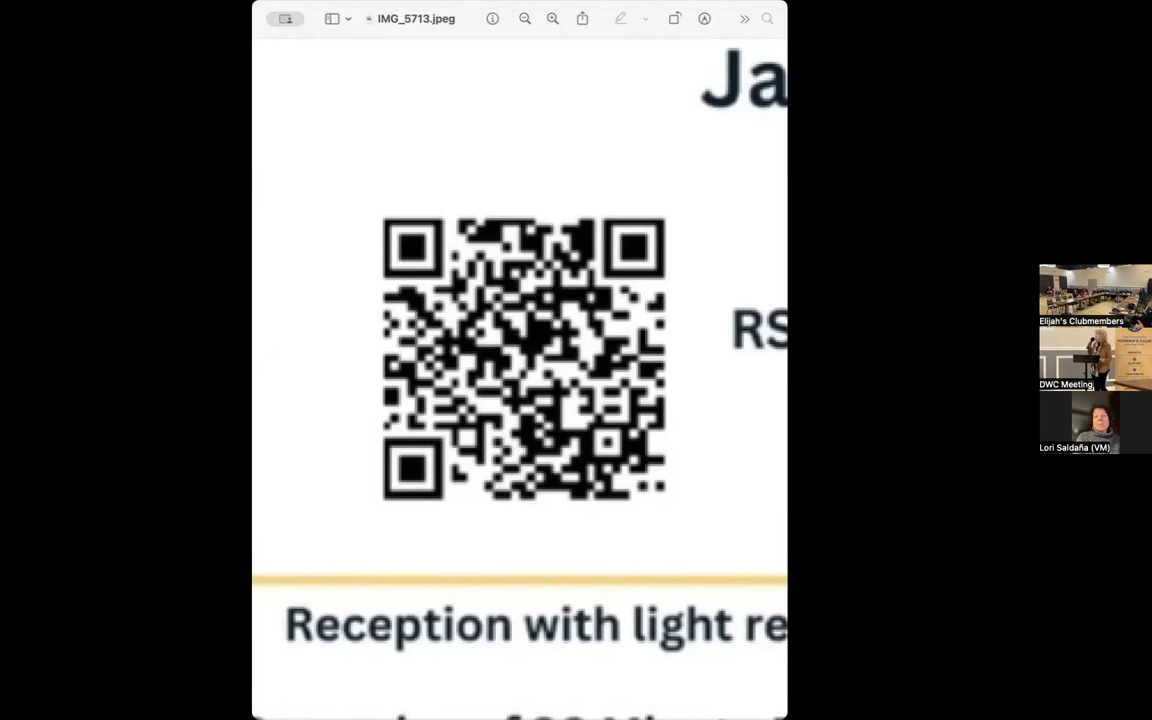 IMG_5713.jpeg
Ja
RS
Reception with light re
Elijah's Clubmembers
DWC Meeting
Lori Saldaña (VM)